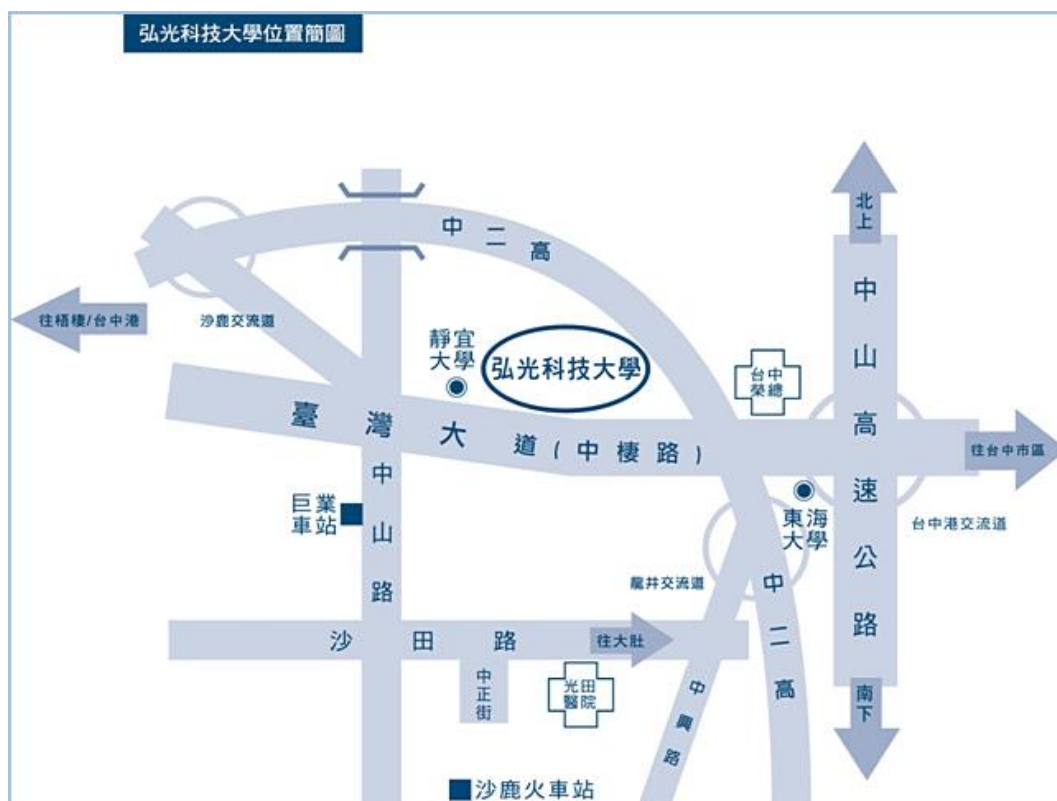 弘光科技大學位置簡圖
北上
中二高
中山高速公路
往梧棲/台中港
沙鹿交流道
靜宜
大學
弘光科技大學
台中
榮總
臺灣大道(中棲路)
往台中市區
中山路
巨業
車站
東海
大學
台中港交流道
龍井交流道
中二高
沙田路
往大肚
中正街
光田
醫院
中興路
南下
沙鹿火車站